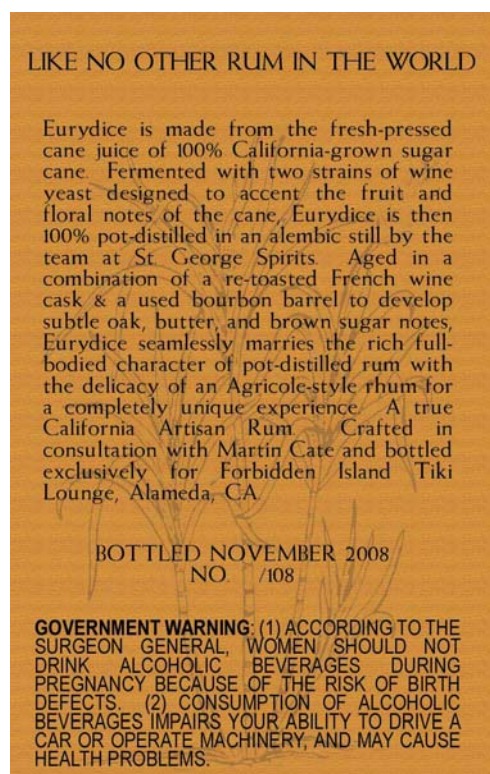 LIKE NO OTHER RUM IN THE WORLD
Eurydice is made from the fresh-pressed
cane juice of 100% California-grown sugar
cane. Fermented with two strains of wine
yeast designed to accent the fruit and
floral notes of the cane, Eurydice is then
100% pot-distilled in an alembic still by the
team at St. George Spirits. Aged in a
combination of a re-toasted French wine
cask & a used bourbon barrel to develop
subtle oak, butter, and brown sugar notes,
Eurydice seamlessly marries the rich full-
bodied character of pot-distilled rum with
the delicacy of an Agricole-style rhum for
a completely unique experience. A true
California Artisan Rum. Crafted in
consultation with Martin Cate and bottled
exclusively for Forbidden Island Tiki
Lounge, Alameda, CA.
BOTTLED NOVEMBER 2008
NO. /108
GOVERNMENT WARNING: (1) ACCORDING TO THE
SURGEON GENERAL, WOMEN SHOULD NOT
DRINK ALCOHOLIC BEVERAGES DURING
PREGNANCY BECAUSE OF THE RISK OF BIRTH
DEFECTS. (2) CONSUMPTION OF ALCOHOLIC
BEVERAGES IMPAIRS YOUR ABILITY TO DRIVE A
CAR OR OPERATE MACHINERY, AND MAY CAUSE
HEALTH PROBLEMS.